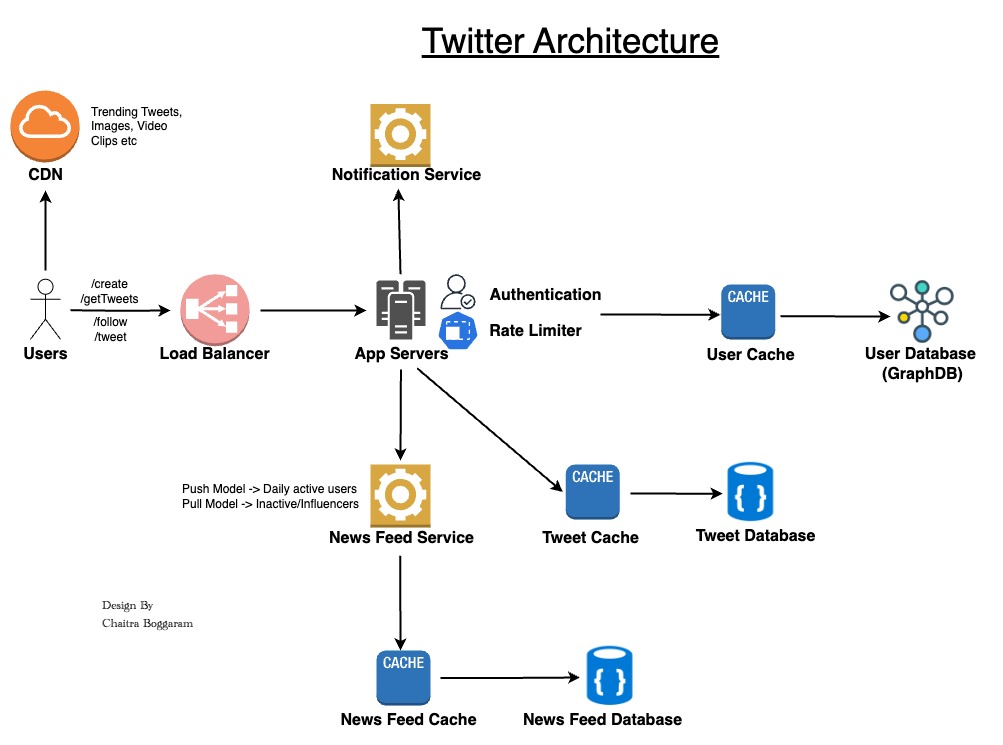 Twitter Architecture
Trending Tweets,
Images, Video
Clips etc
CDN
Notification Service
/create
/getTweets
/follow
/tweet
Users
Load Balancer
App Servers
Authentication
Rate Limiter
CACHE
User Cache
User Database
(GraphDB)
Push Model -> Daily active users
Pull Model -> Inactive/Influencers
News Feed Service
CACHE
Tweet Cache
{ }
Tweet Database
Design By
Chaitra Boggaram
CACHE
News Feed Cache
{ }
News Feed Database